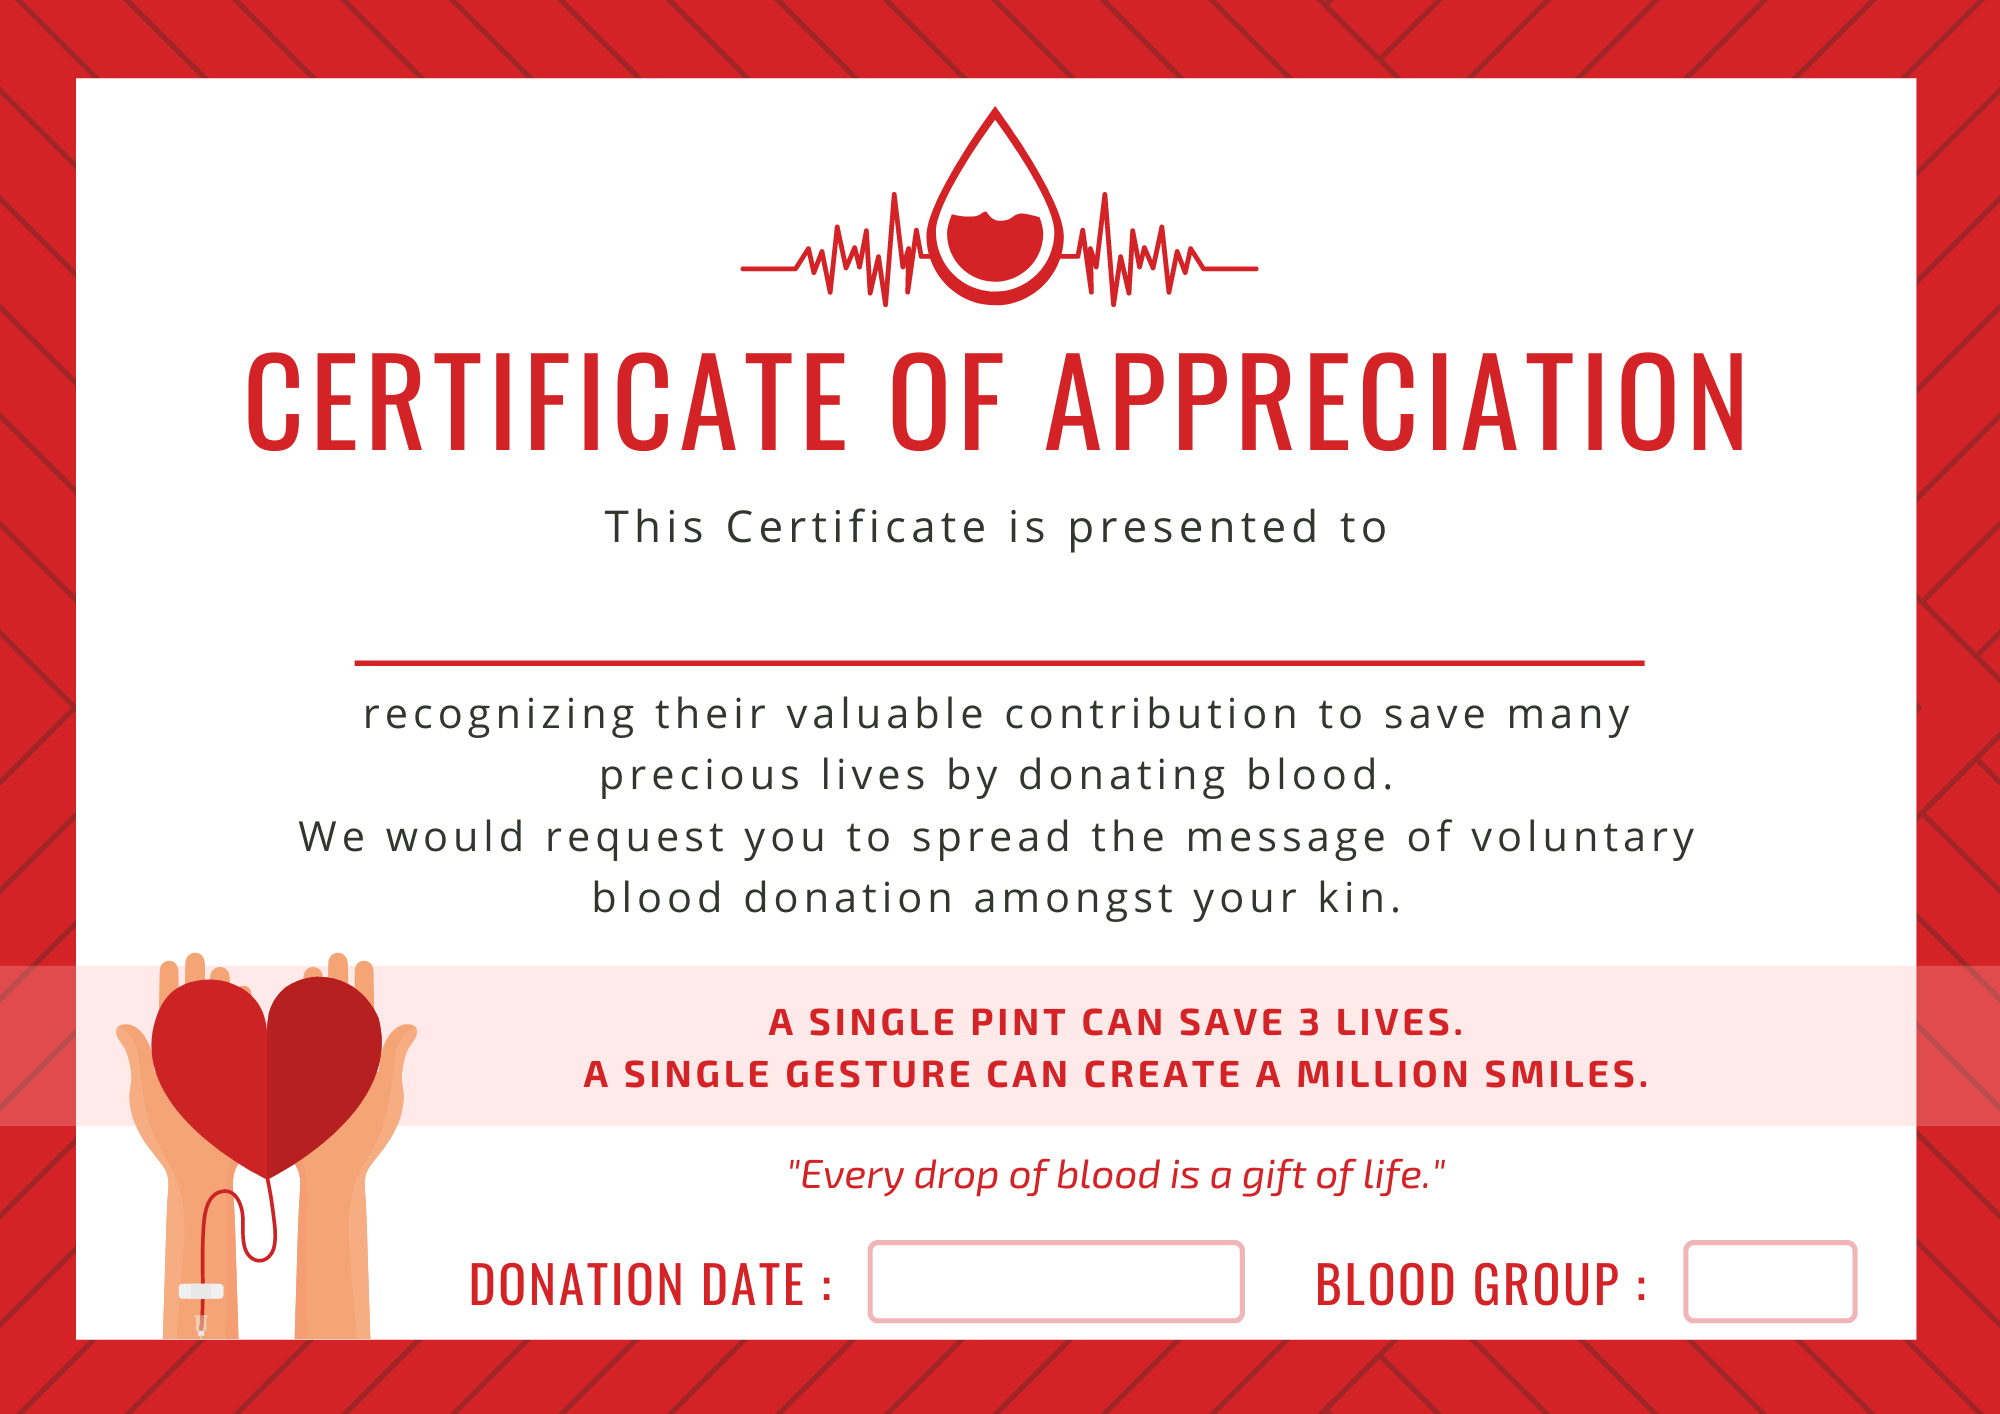 CERTIFICATE OF APPRECIATION
This Certificate is presented to
recognizing their valuable contribution to save many
precious lives by donating blood.
We would request you to spread the message of voluntary
blood donation amongst your kin.
A SINGLE PINT CAN SAVE 3 LIVES.
A SINGLE GESTURE CAN CREATE A MILLION SMILES.
"Every drop of blood is a gift of life."
DONATION DATE : BLOOD GROUP :